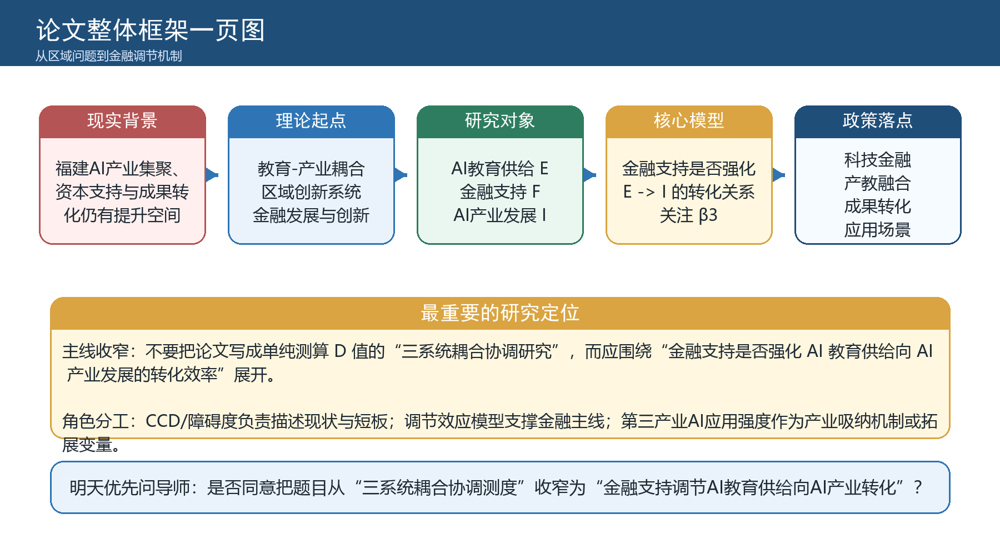 论文整体框架一页图
从区域问题到金融调节机制
现实背景
福建AI产业集聚、
资本支持与成果转
化仍有提升空间
理论起点
教育-产业耦合
区域创新系统
金融发展与创新
研究对象
AI教育供给 E
金融支持 F
AI产业发展 I
核心模型
金融支持是否强化
E -> I 的转化关系
关注 β3
政策落点
科技金融
产教融合
成果转化
应用场景
最重要的研究定位
主线收窄：不要把论文写成单纯测算 D 值的“三系统耦合协调研究”，而应围绕“金融支持是否强化 AI 教育供给向 AI
产业发展的转化效率”展开。
角色分工：CCD/障碍度负责描述现状与短板；调节效应模型支撑金融主线；第三产业AI应用强度作为产业吸纳机制或拓
展变量。
明天优先问导师：是否同意把题目从“三系统耦合协调测度”收窄为“金融支持调节AI教育供给向AI产业转化”？